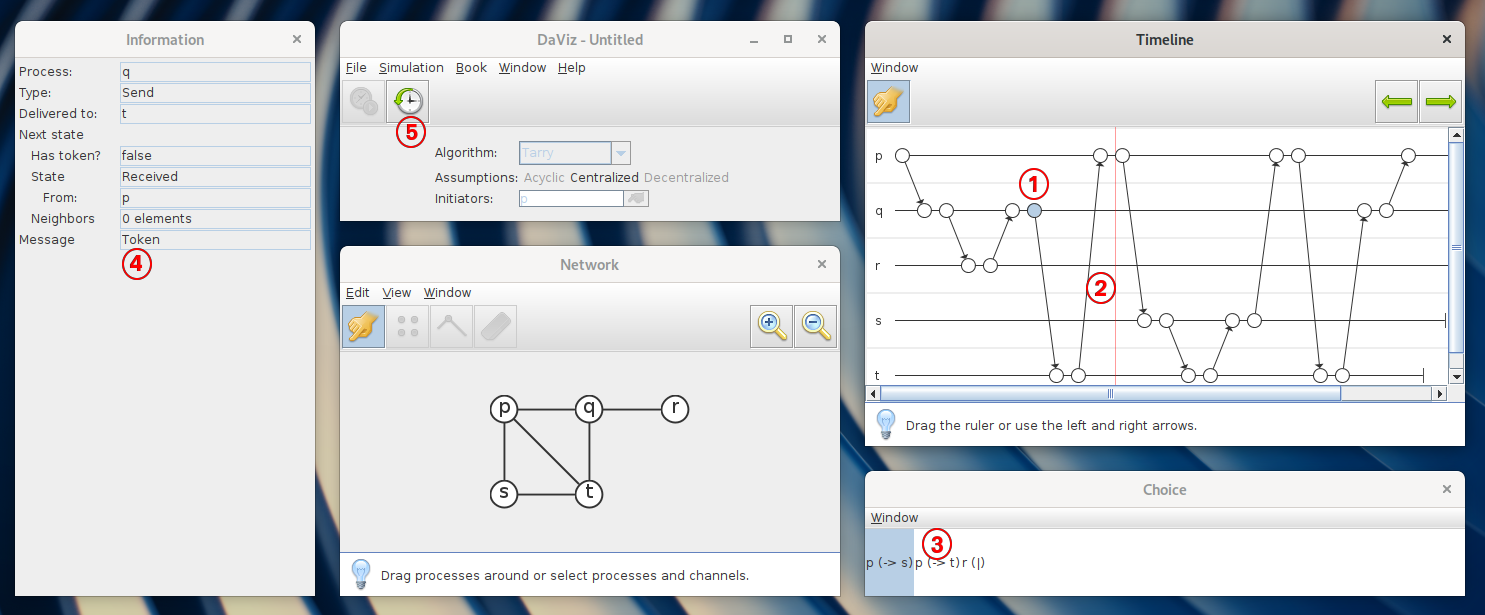 Information
Process: q
Type: Send
Delivered to: t
Next state
Has token? false
State Received
From: p
Neighbors 0 elements
Message Token
4
DaViz - Untitled
File Simulation Book Window Help
5
Algorithm: Tarry
Assumptions: Acyclic Centralized Decentralized
Initiators: p
Network
Edit View Window
p q r
s t
Drag processes around or select processes and channels.
Timeline
Window
p
1
q
r
2
s
t
Drag the ruler or use the left and right arrows.
Choice
Window
3
p (-> s) p (-> t) r (|)